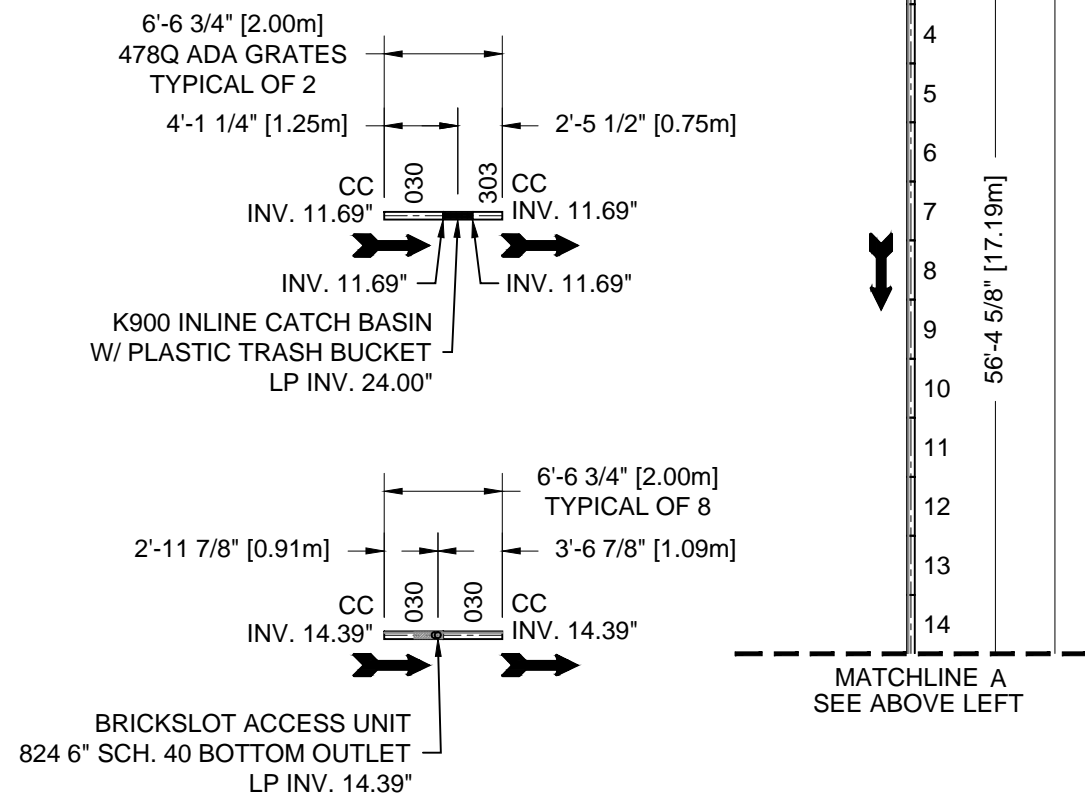 6'-6 3/4" [2.00m]
478Q ADA GRATES
TYPICAL OF 2
4'-1 1/4" [1.25m]
2'-5 1/2" [0.75m]
CC
030
303
CC
INV. 11.69"
INV. 11.69"
INV. 11.69"
INV. 11.69"
K900 INLINE CATCH BASIN
W/ PLASTIC TRASH BUCKET
LP INV. 24.00"
6'-6 3/4" [2.00m]
TYPICAL OF 8
2'-11 7/8" [0.91m]
3'-6 7/8" [1.09m]
CC
030
030
CC
INV. 14.39"
INV. 14.39"
BRICKSLOT ACCESS UNIT
824 6" SCH. 40 BOTTOM OUTLET
LP INV. 14.39"
4
5
6
7
8
9
10
11
12
13
14
56'-4 5/8" [17.19m]
MATCHLINE A
SEE ABOVE LEFT